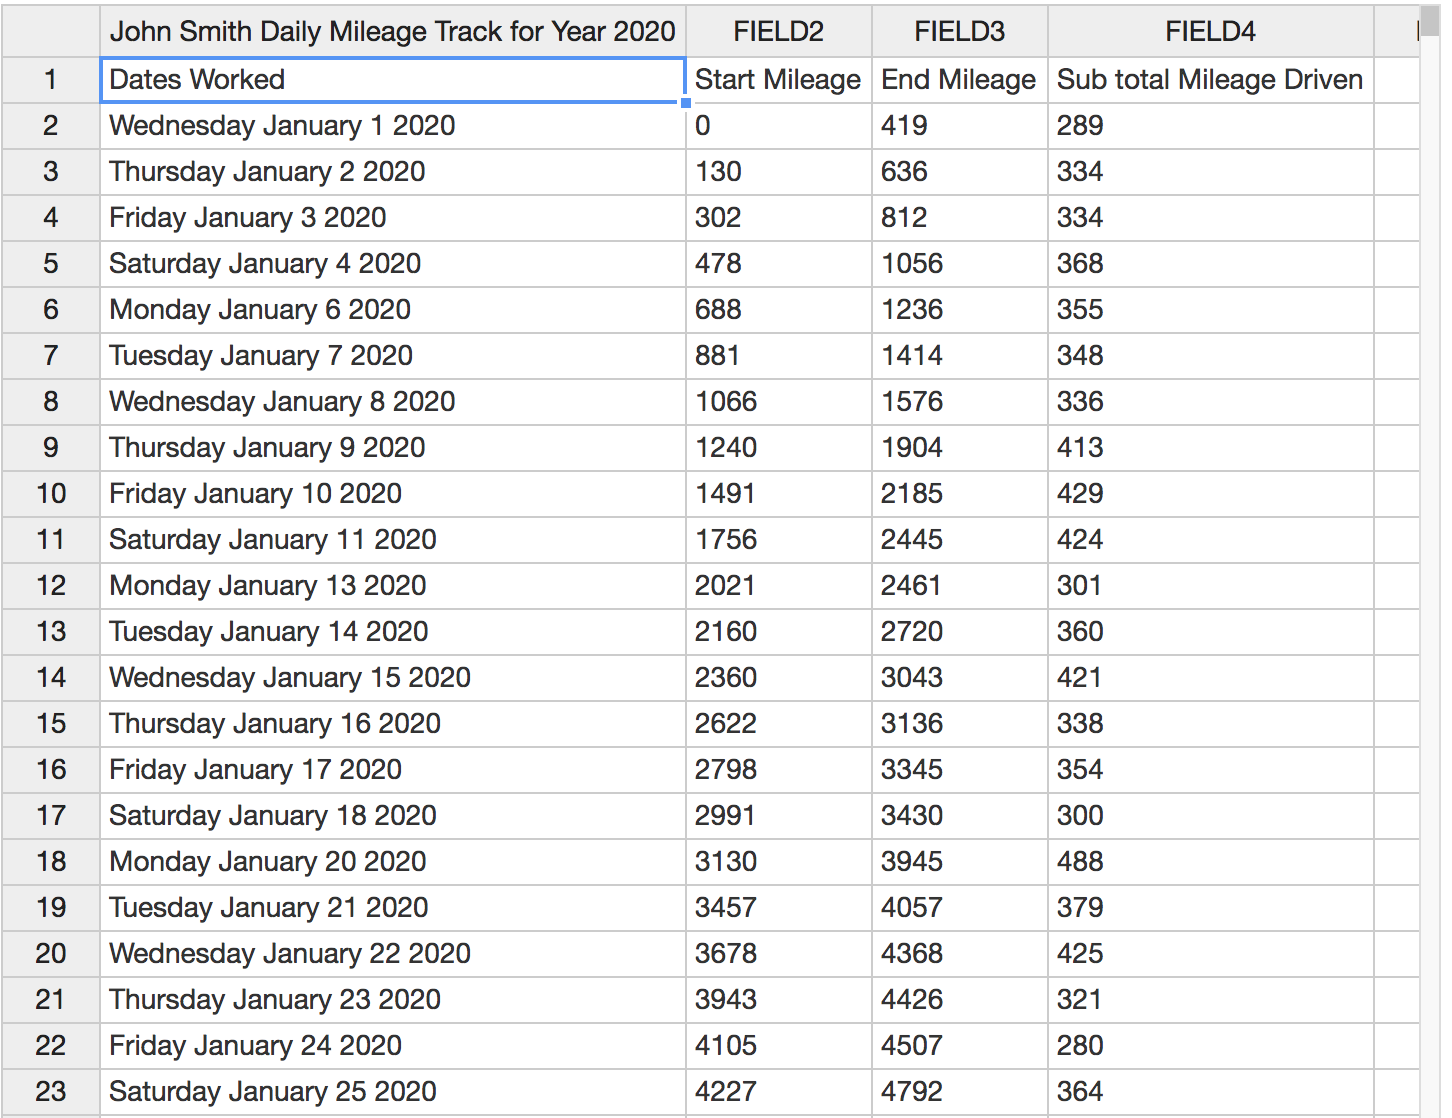 John Smith Daily Mileage Track for Year 2020 FIELD2 FIELD3 FIELD4
1 Dates Worked Start Mileage End Mileage Sub total Mileage Driven
2 Wednesday January 1 2020 0 419 289
3 Thursday January 2 2020 130 636 334
4 Friday January 3 2020 302 812 334
5 Saturday January 4 2020 478 1056 368
6 Monday January 6 2020 688 1236 355
7 Tuesday January 7 2020 881 1414 348
8 Wednesday January 8 2020 1066 1576 336
9 Thursday January 9 2020 1240 1904 413
10 Friday January 10 2020 1491 2185 429
11 Saturday January 11 2020 1756 2445 424
12 Monday January 13 2020 2021 2461 301
13 Tuesday January 14 2020 2160 2720 360
14 Wednesday January 15 2020 2360 3043 421
15 Thursday January 16 2020 2622 3136 338
16 Friday January 17 2020 2798 3345 354
17 Saturday January 18 2020 2991 3430 300
18 Monday January 20 2020 3130 3945 488
19 Tuesday January 21 2020 3457 4057 379
20 Wednesday January 22 2020 3678 4368 425
21 Thursday January 23 2020 3943 4426 321
22 Friday January 24 2020 4105 4507 280
23 Saturday January 25 2020 4227 4792 364